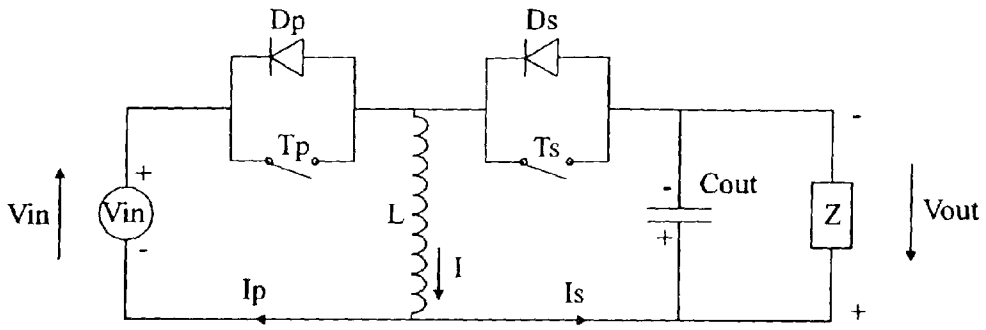 Dp Ds
Tp Ts
+ - -
Vin Vin L - Cout Z Vout
- + 
I
Ip Is +